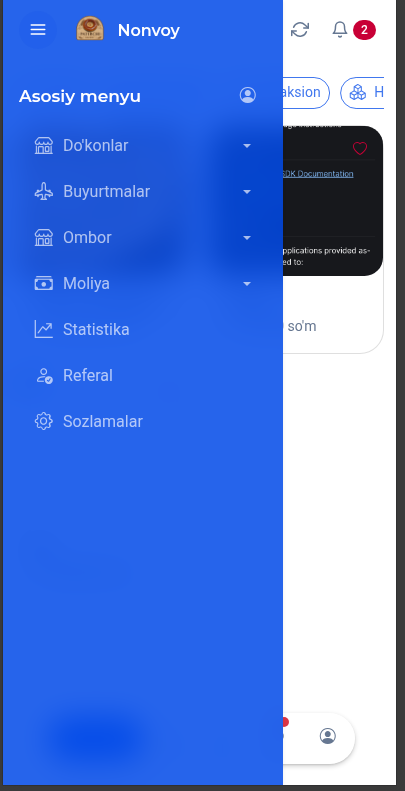 Nonvoy
2
Asosiy menyu
aksion
H
Do'konlar
Buyurtmalar
SDK Documentation
Ombor
pplications provided as-
ed to:
Moliya
so'm
Statistika
Referal
Sozlamalar